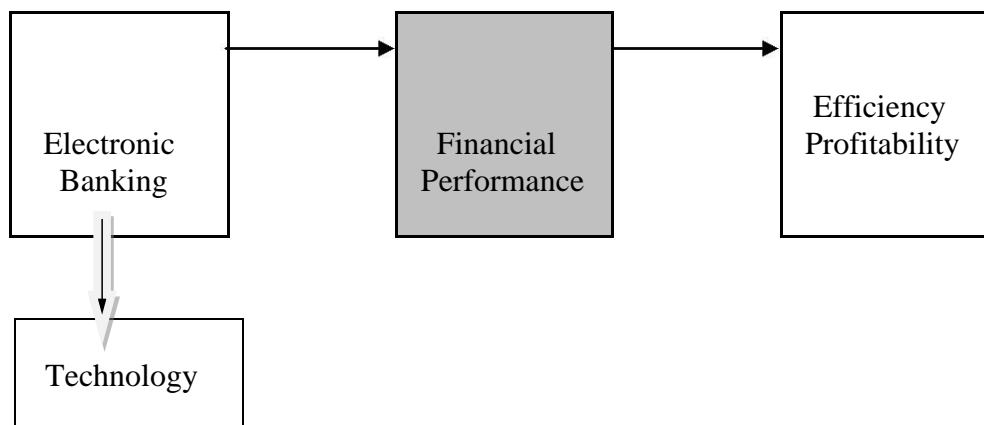 Electronic
Banking
Financial
Performance
Efficiency
Profitability
Technology